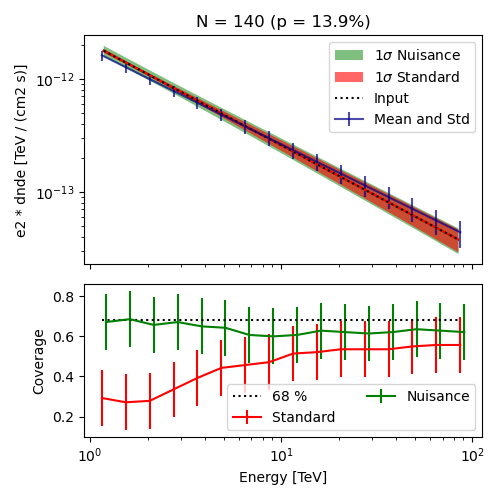 N = 140 (p = 13.9%)
e2 * dnde [TeV / (cm2 s)]
10⁻¹²
10⁻¹³
1σ Nuisance
1σ Standard
Input
Mean and Std
Coverage
0.8
0.6
0.4
0.2
68 %
Standard
Nuisance
10⁰
10¹
10²
Energy [TeV]